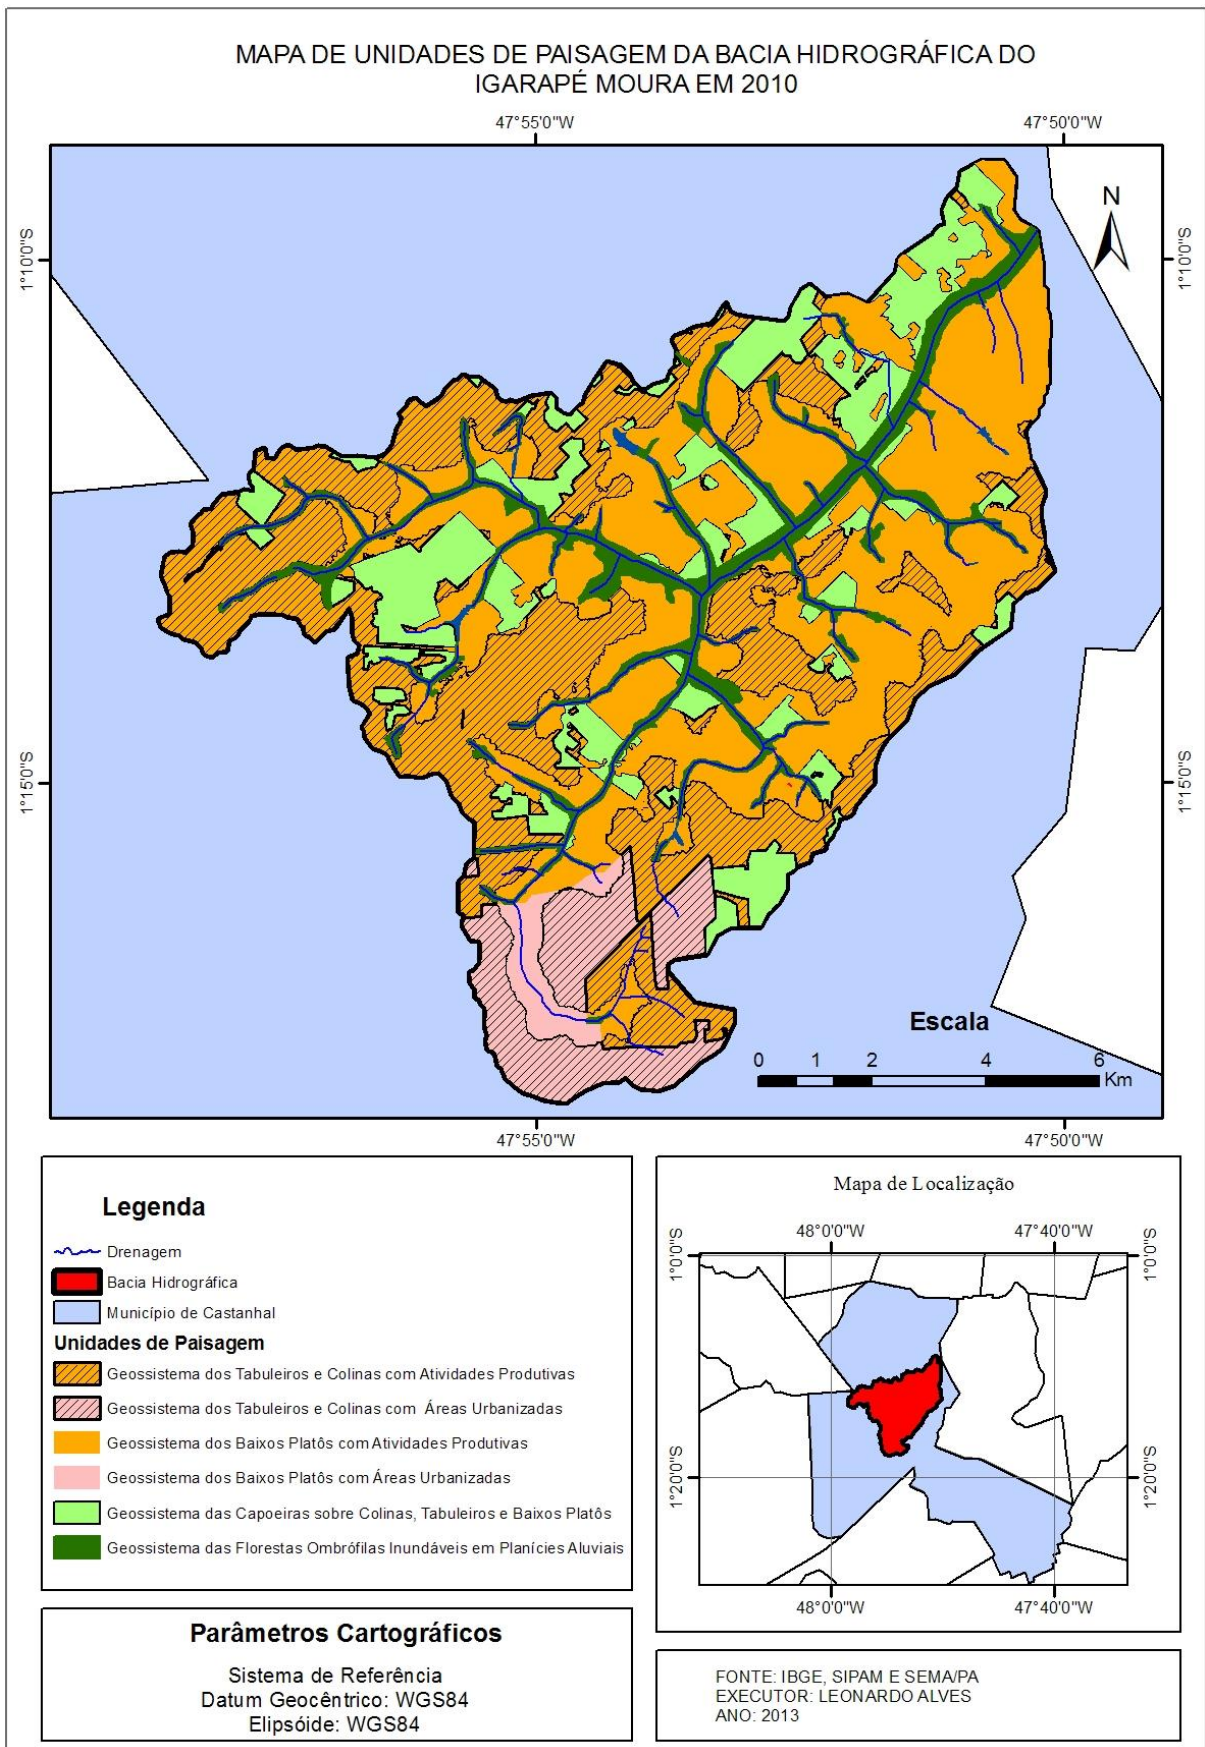 MAPA DE UNIDADES DE PAISAGEM DA BACIA HIDROGRÁFICA DO
IGARAPÉ MOURA EM 2010
47°55'0"W
47°50'0"W
1°10'0"S
1°10'0"S
N
1°15'0"S
1°15'0"S
Escala
0 1 2 4 6
Km
47°55'0"W
47°50'0"W
Legenda
Drenagem
Bacia Hidrográfica
Município de Castanhal
Unidades de Paisagem
Geossistema dos Tabuleiros e Colinas com Atividades Produtivas
Geossistema dos Tabuleiros e Colinas com Áreas Urbanizadas
Geossistema dos Baixos Platôs com Atividades Produtivas
Geossistema dos Baixos Platôs com Áreas Urbanizadas
Geossistema das Capoeiras sobre Colinas, Tabuleiros e Baixos Platôs
Geossistema das Florestas Ombrófilas Inundáveis em Planícies Aluviais
Mapa de Localização
48°0'0"W
47°40'0"W
1°0'0"S
1°0'0"S
1°20'0"S
1°20'0"S
48°0'0"W
47°40'0"W
Parâmetros Cartográficos
Sistema de Referência
Datum Geocêntrico: WGS84
Elipsóide: WGS84
FONTE: IBGE, SIPAM E SEMA/PA
EXECUTOR: LEONARDO ALVES
ANO: 2013